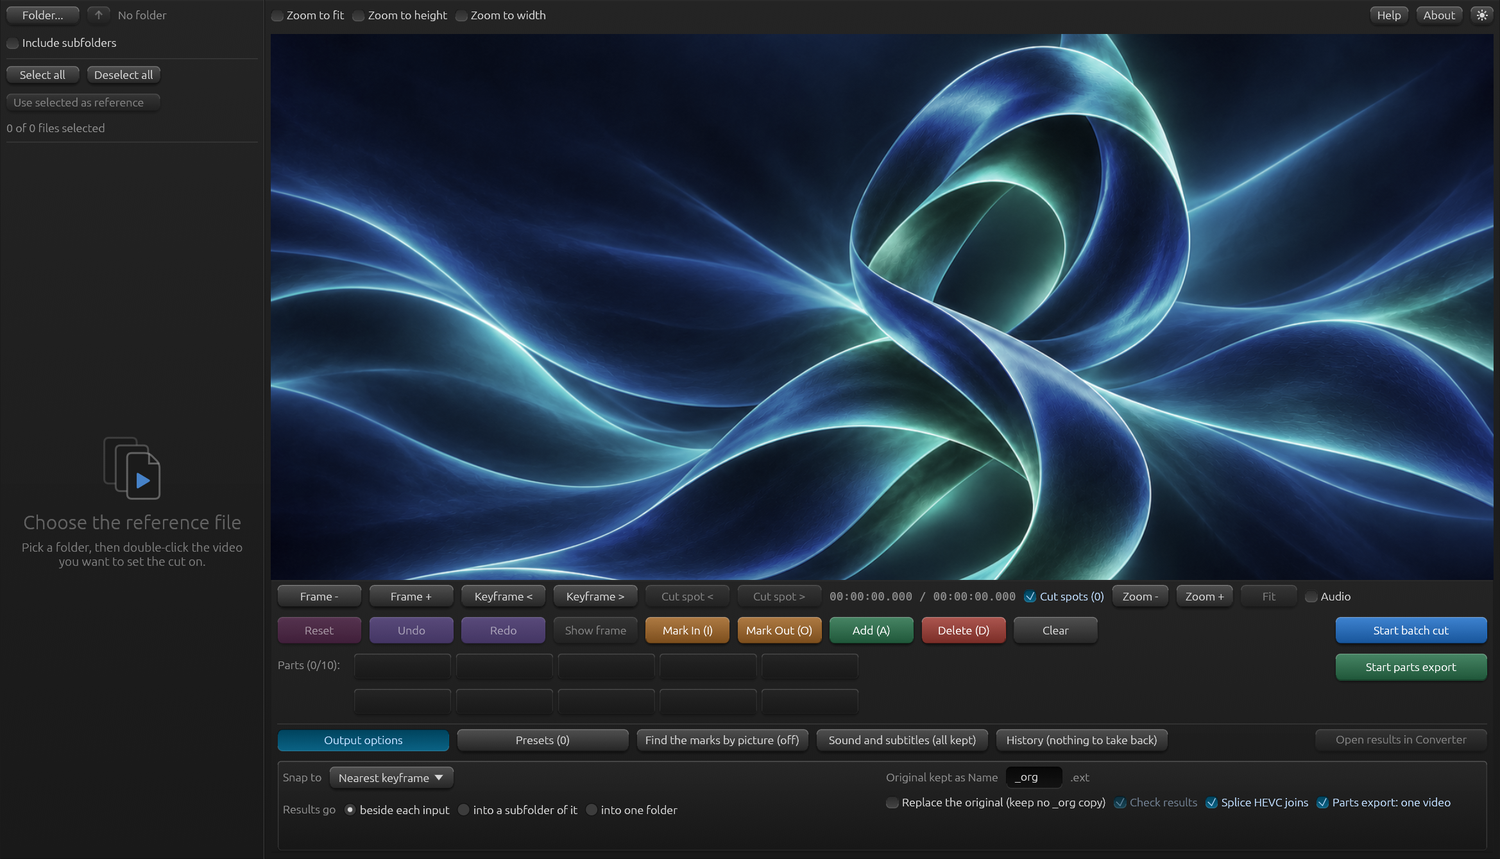 Folder... No folder
Include subfolders
Select all Deselect all
Use selected as reference
0 of 0 files selected
Choose the reference file
Pick a folder, then double-click the video
you want to set the cut on.
Zoom to fit Zoom to height Zoom to width Help About
Frame - Frame + Keyframe < Keyframe > Cut spot < Cut spot > 00:00:00.000 / 00:00:00.000 Cut spots (0) Zoom - Zoom + Fit Audio
Reset Undo Redo Show frame Mark In (I) Mark Out (O) Add (A) Delete (D) Clear Start batch cut
Parts (0/10): Start parts export
Output options Presets (0) Find the marks by picture (off) Sound and subtitles (all kept) History (nothing to take back) Open results in Converter
Snap to Nearest keyframe Original kept as Name _org .ext
Replace the original (keep no _org copy) Check results Splice HEVC joins Parts export: one video
Results go beside each input into a subfolder of it into one folder